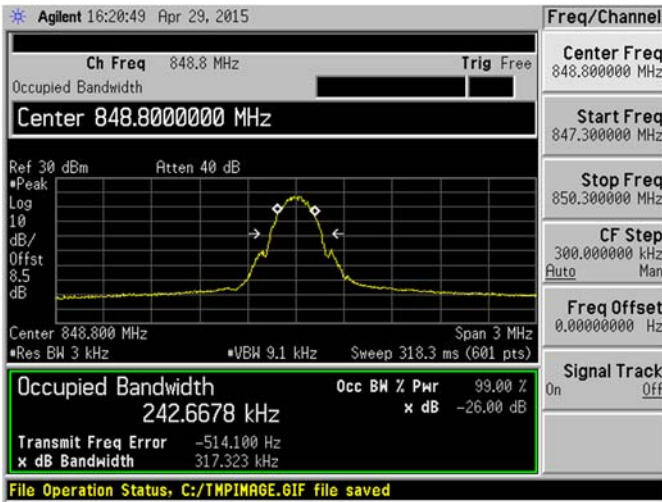 Agilent 16:20:49 Apr 29, 2015
Freq/Channel
Ch Freq 848.8 MHz Trig Free
Occupied Bandwidth
Center 848.8000000 MHz
Ref 30 dBm Atten 40 dB
Peak
Log
10
dB/
Offst
8.5
dB
Center 848.800 MHz Span 3 MHz
Res BW 3 kHz VBW 9.1 kHz Sweep 318.3 ms (601 pts)
Occupied Bandwidth
242.6678 kHz
Occ BW % Pwr 99.00 %
x dB -26.00 dB
Transmit Freq Error -514.100 Hz
x dB Bandwidth 317.323 kHz
File Operation Status, C:/TMPIMAGE.GIF file saved
Center Freq
848.800000 MHz
Start Freq
847.300000 MHz
Stop Freq
850.300000 MHz
CF Step
300.000000 kHz
Auto Man
Freq Offset
0.00000000 Hz
Signal Track
On Off